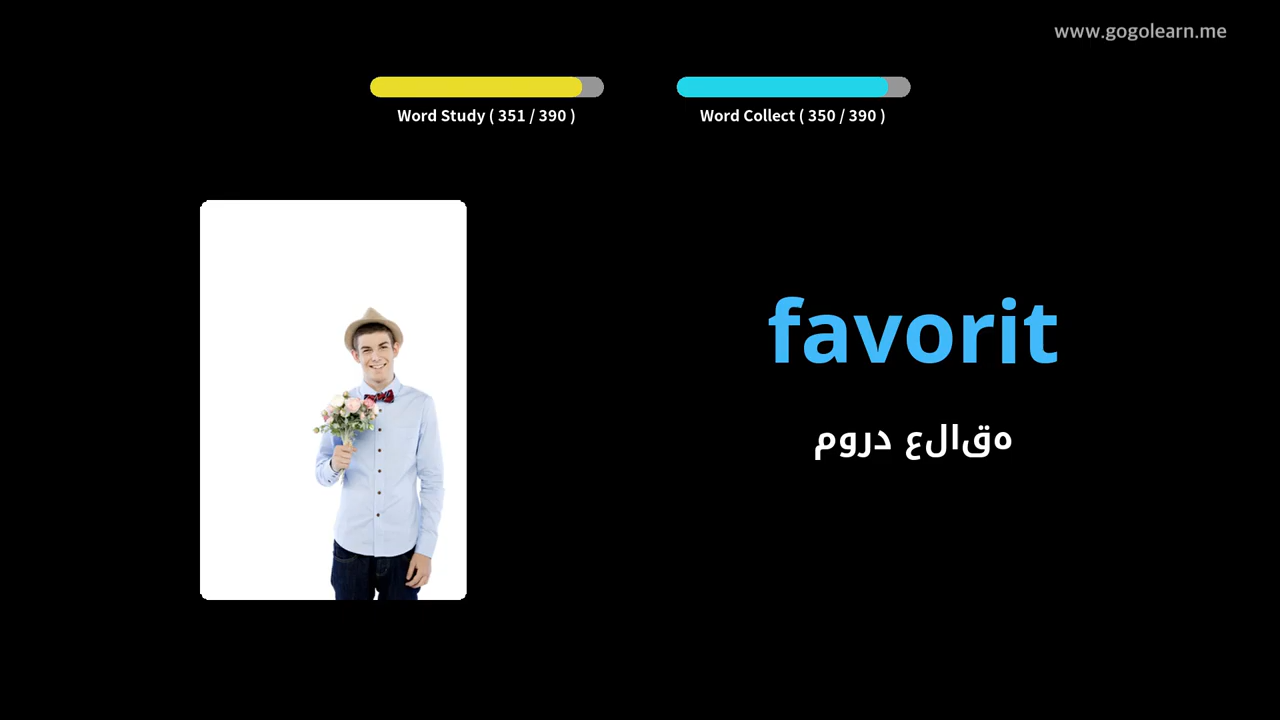 www.gogolearn.me
Word Study ( 351 / 390 )
Word Collect ( 350 / 390 )
favorit
هقالع دروم